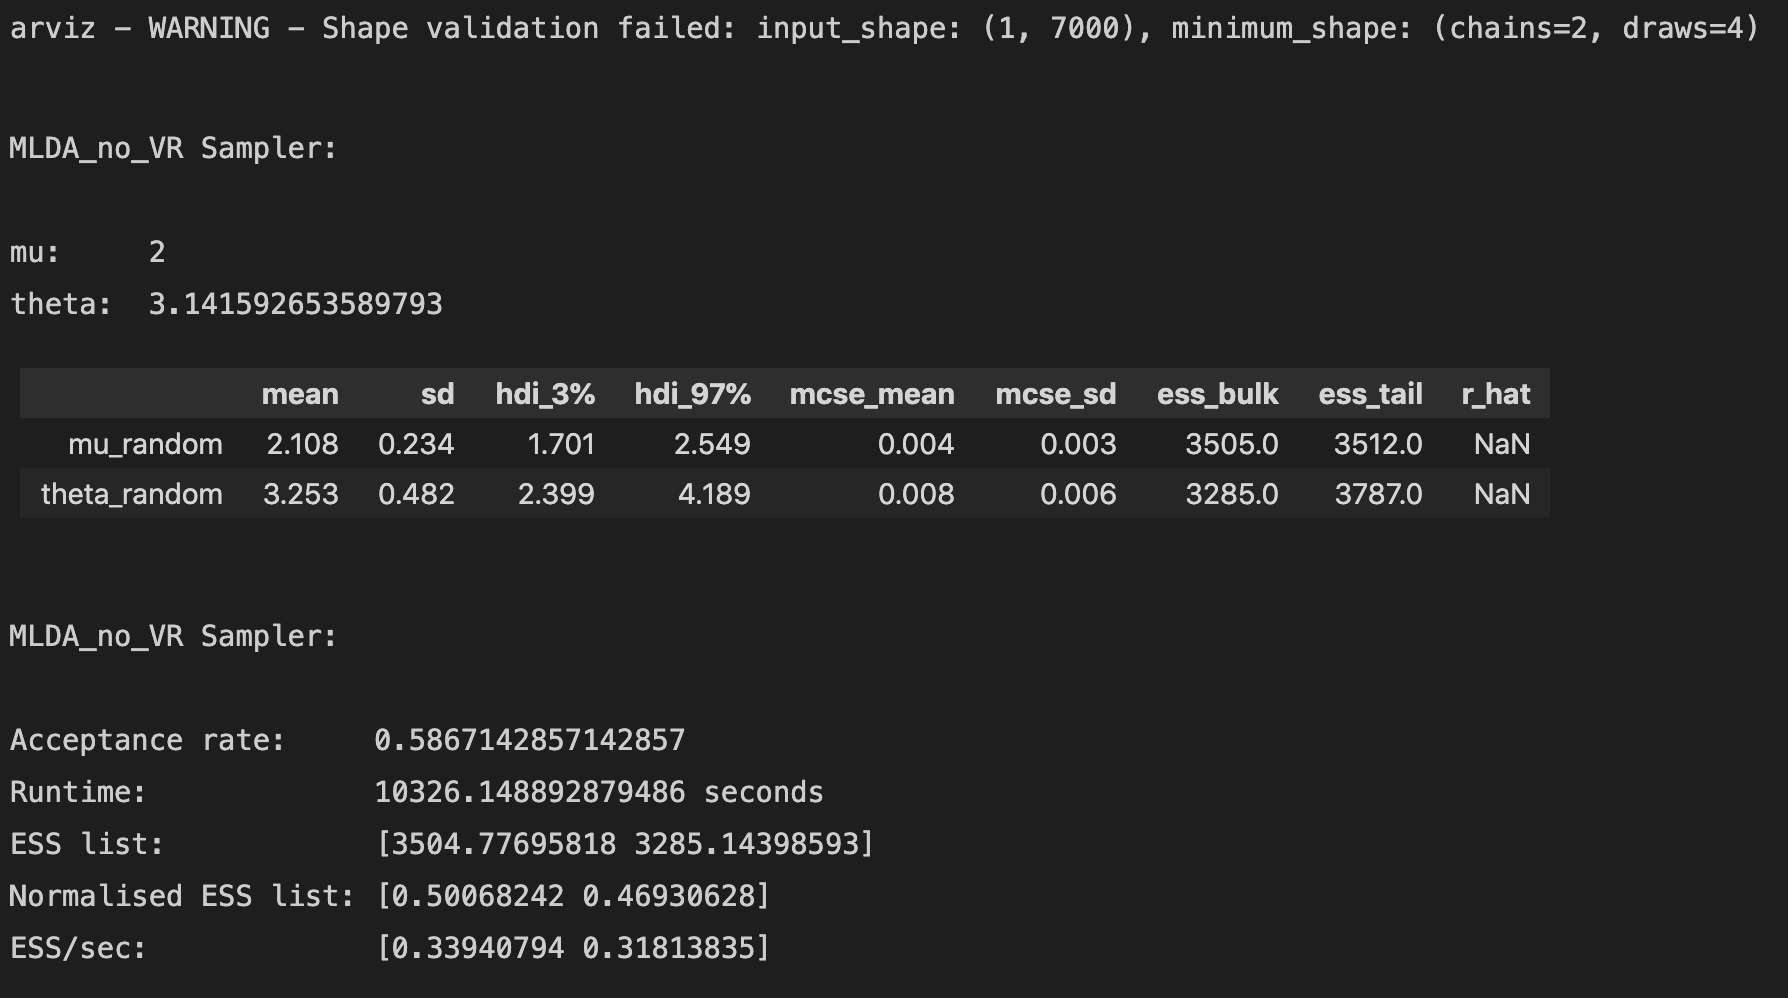 arviz - WARNING - Shape validation failed: input_shape: (1, 7000), minimum_shape: (chains=2, draws=4)
MLDA_no_VR Sampler:
mu: 2
theta: 3.141592653589793
mean sd hdi_3% hdi_97% mcse_mean mcse_sd ess_bulk ess_tail r_hat
mu_random 2.108 0.234 1.701 2.549 0.004 0.003 3505.0 3512.0 NaN
theta_random 3.253 0.482 2.399 4.189 0.008 0.006 3285.0 3787.0 NaN
MLDA_no_VR Sampler:
Acceptance rate: 0.5867142857142857
Runtime: 10326.148892879486 seconds
ESS list: [3504.77695818 3285.14398593]
Normalised ESS list: [0.50068242 0.46930628]
ESS/sec: [0.33940794 0.31813835]